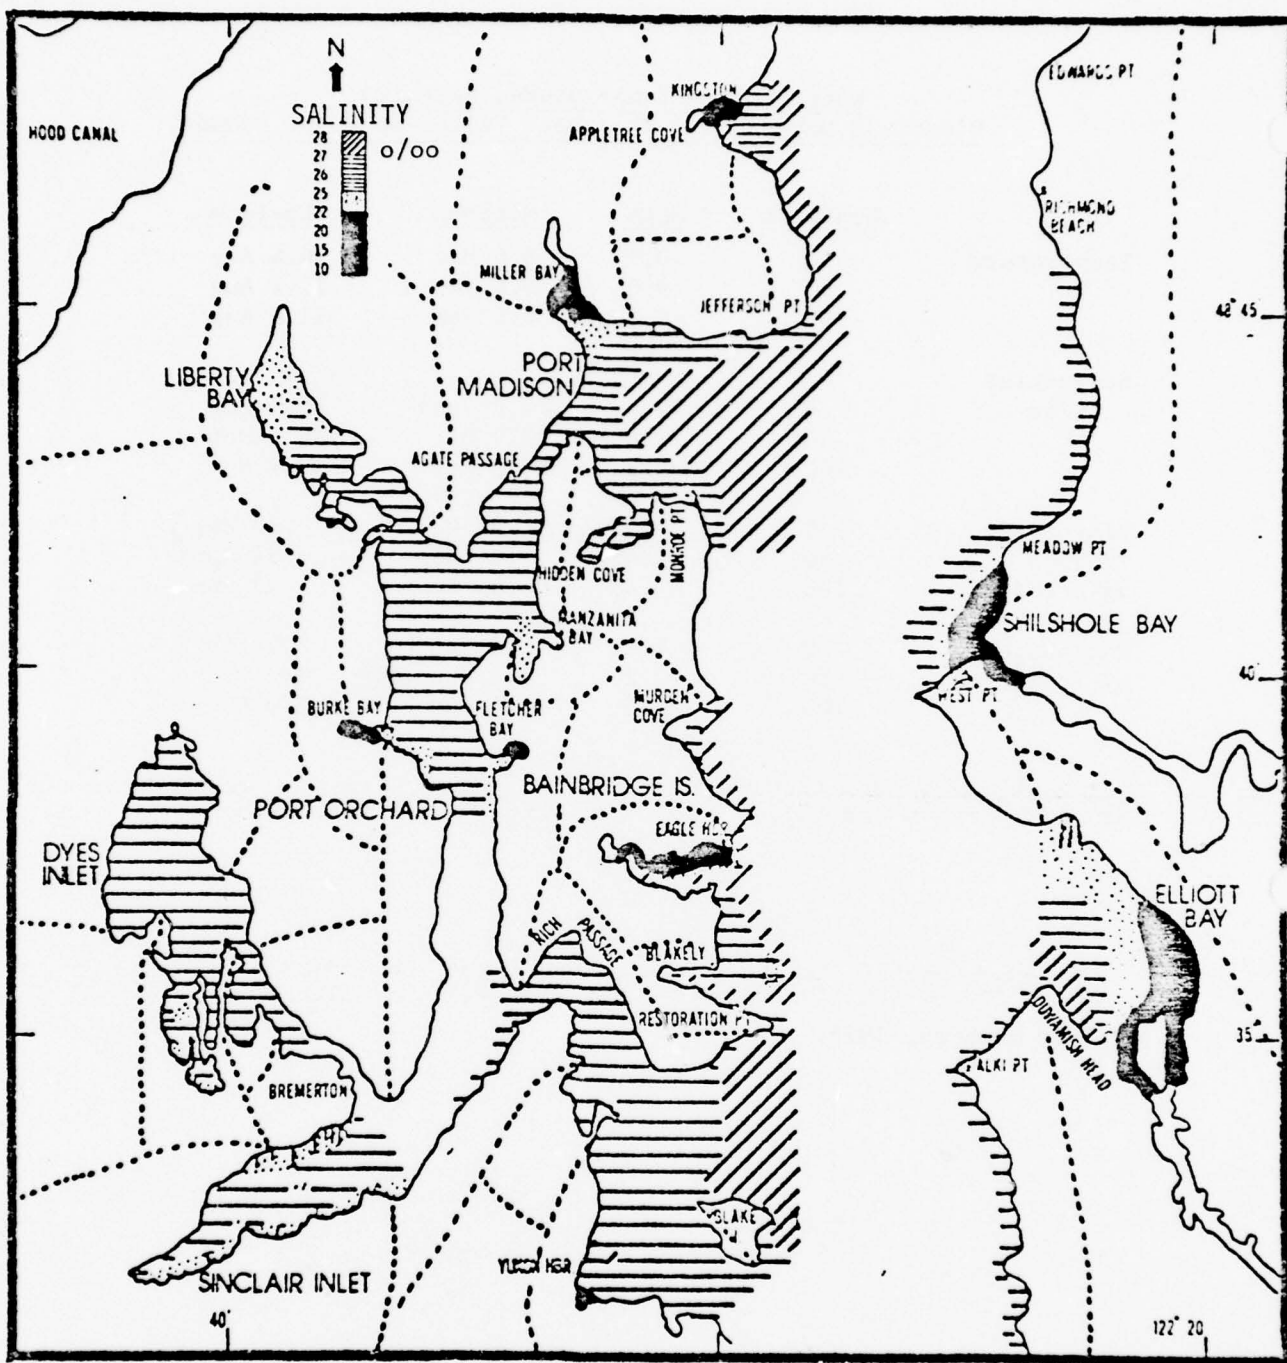 N
SALINITY
28
27
26
25
22
20
15
10
o/oo
HOOD CANAL
KINGSTON
APPLETREE COVE
EDWARDS PT
RICHMOND
BEACH
MILLER BAY
JEFFERSON PT
48° 45
LIBERTY
BAY
PORT
MADISON
AGATE PASSAGE
MONROE PT
MEADOW PT
HIDDEN COVE
MANZANITA
BAY
SHILSHOLE BAY
40
WEST PT
BURKE BAY
FLETCHER
BAY
MURDEN
COVE
BAINBRIDGE IS.
PORT ORCHARD
EAGLE HBR
DYES
INLET
ELLIOTT
BAY
RICH PASSAGE
BLAKELY
RESTORATION PT
DUWAMISH HEAD
35°
ALKI PT
BREMERTON
BLAKE
I
SINCLAIR INLET
YUKON HBR
40°
122° 20